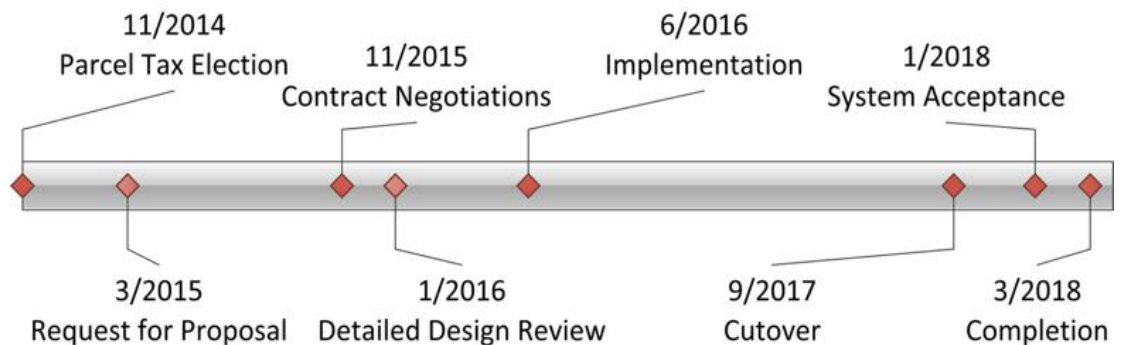 11/2014
Parcel Tax Election
11/2015
Contract Negotiations
6/2016
Implementation
1/2018
System Acceptance
3/2015
Request for Proposal
1/2016
Detailed Design Review
9/2017
Cutover
3/2018
Completion